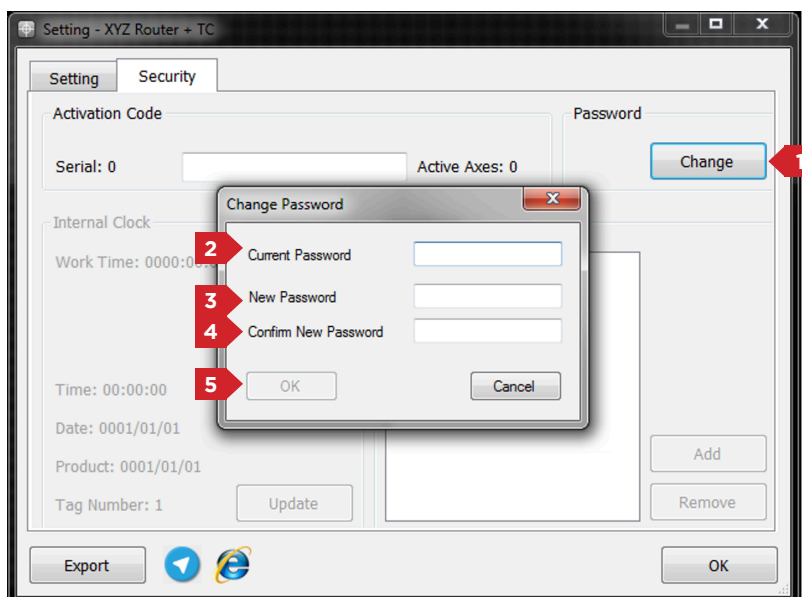 Setting - XYZ Router + TC
Setting
Security
Activation Code
Password
Serial: 0
Active Axes: 0
Change
1
Change Password
Internal Clock
Work Time: 0000:00:0
2
Current Password
3
New Password
4
Confirm New Password
5
OK
Cancel
Time: 00:00:00
Date: 0001/01/01
Product: 0001/01/01
Tag Number: 1
Update
Add
Remove
Export
OK